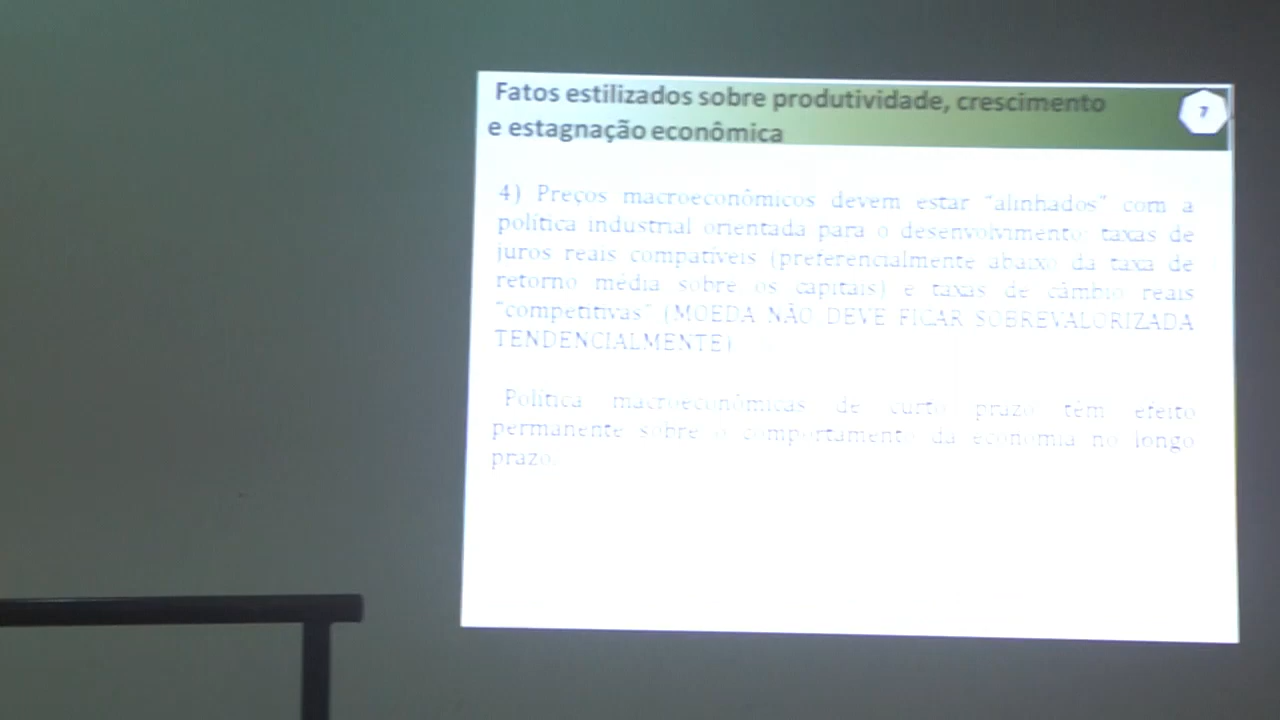 Fatos estilizados sobre produtividade, crescimento
e estagnação econômica
7
4) Preços macroeconômicos devem estar "alinhados" com a
política industrial orientada para o desenvolvimento: taxas de
juros reais compatíveis (preferencialmente abaixo da taxa de
retorno média sobre os capitais) e taxas de câmbio reais
"competitivas" (MOEDA NÃO DEVE FICAR SOBREVALORIZADA
TENDENCIALMENTE)
Política macroeconômicas de curto prazo têm efeito
permanente sobre o comportamento da economia no longo
prazo.